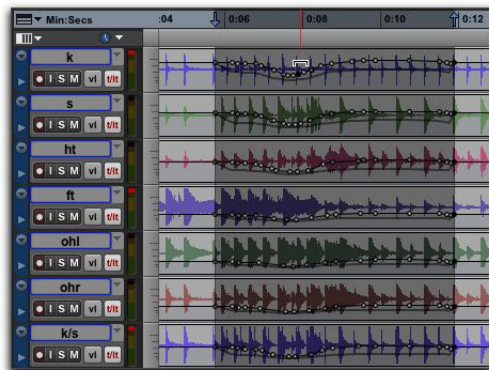 Min:Secs :04 0:06 0:08 0:10 0:12
k
I S M vl t/lt
s
I S M vl t/lt
ht
I S M vl t/lt
ft
I S M vl t/lt
ohl
I S M vl t/lt
ohr
I S M vl t/lt
k/s
I S M vl t/lt